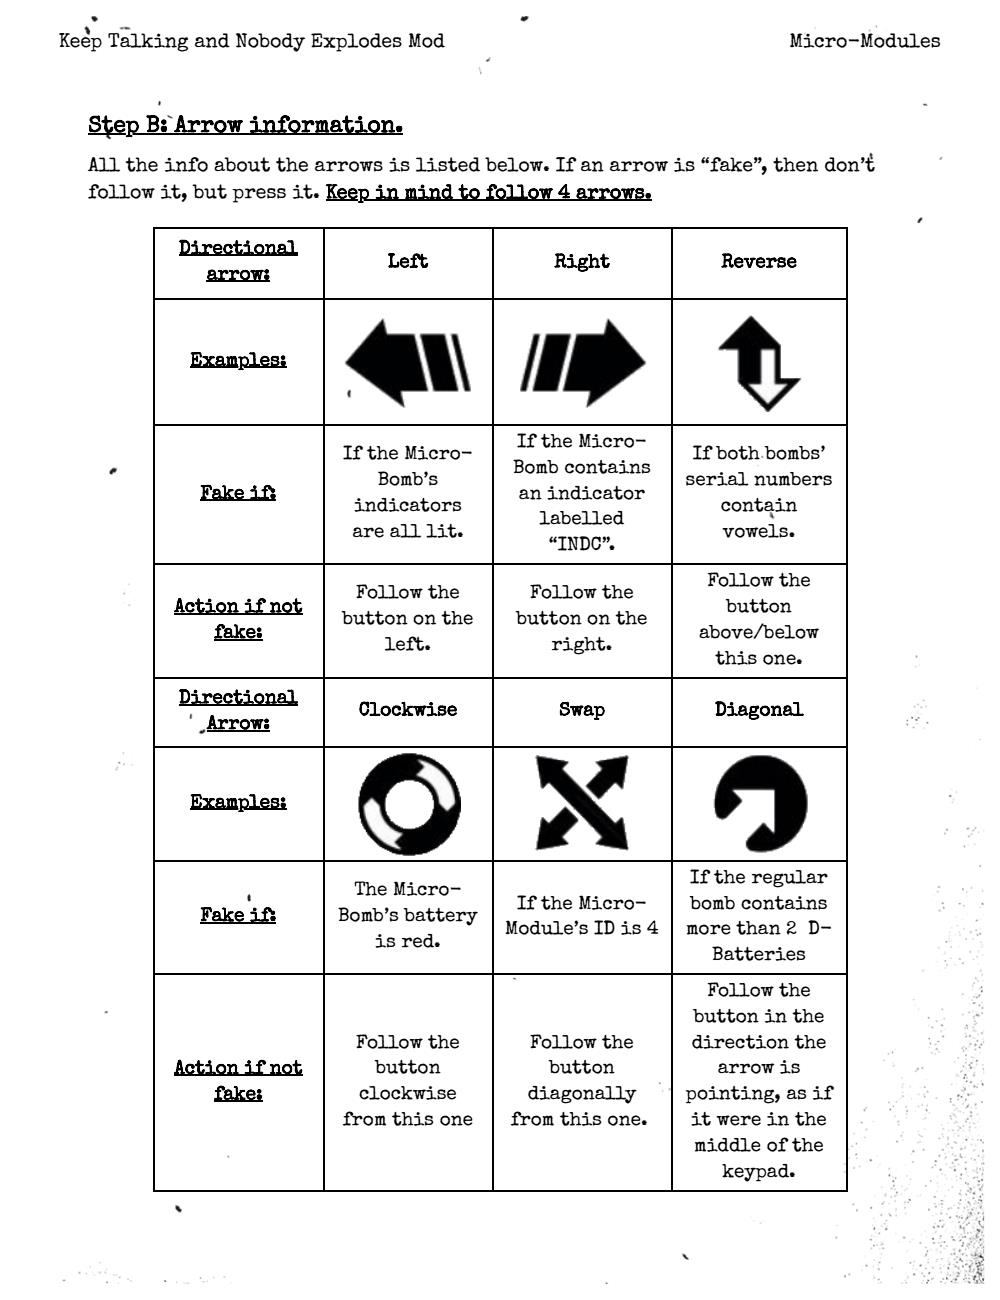 Keep Talking and Nobody Explodes Mod Micro-Modules
Step B: Arrow information.
All the info about the arrows is listed below. If an arrow is “fake”, then don’t
follow it, but press it. Keep in mind to follow 4 arrows.
Directional
arrow:
Left
Right
Reverse
Examples:
Fake if:
If the Micro-
Bomb’s
indicators
are all lit.
If the Micro-
Bomb contains
an indicator
labelled
“INDC”.
If both bombs’
serial numbers
contain
vowels.
Action if not
fake:
Follow the
button on the
left.
Follow the
button on the
right.
Follow the
button
above/below
this one.
Directional
Arrow:
Clockwise
Swap
Diagonal
Examples:
Fake if:
The Micro-
Bomb’s battery
is red.
If the Micro-
Module’s ID is 4
If the regular
bomb contains
more than 2 D-
Batteries
Action if not
fake:
Follow the
button
clockwise
from this one
Follow the
button
diagonally
from this one.
Follow the
button in the
direction the
arrow is
pointing, as if
it were in the
middle of the
keypad.